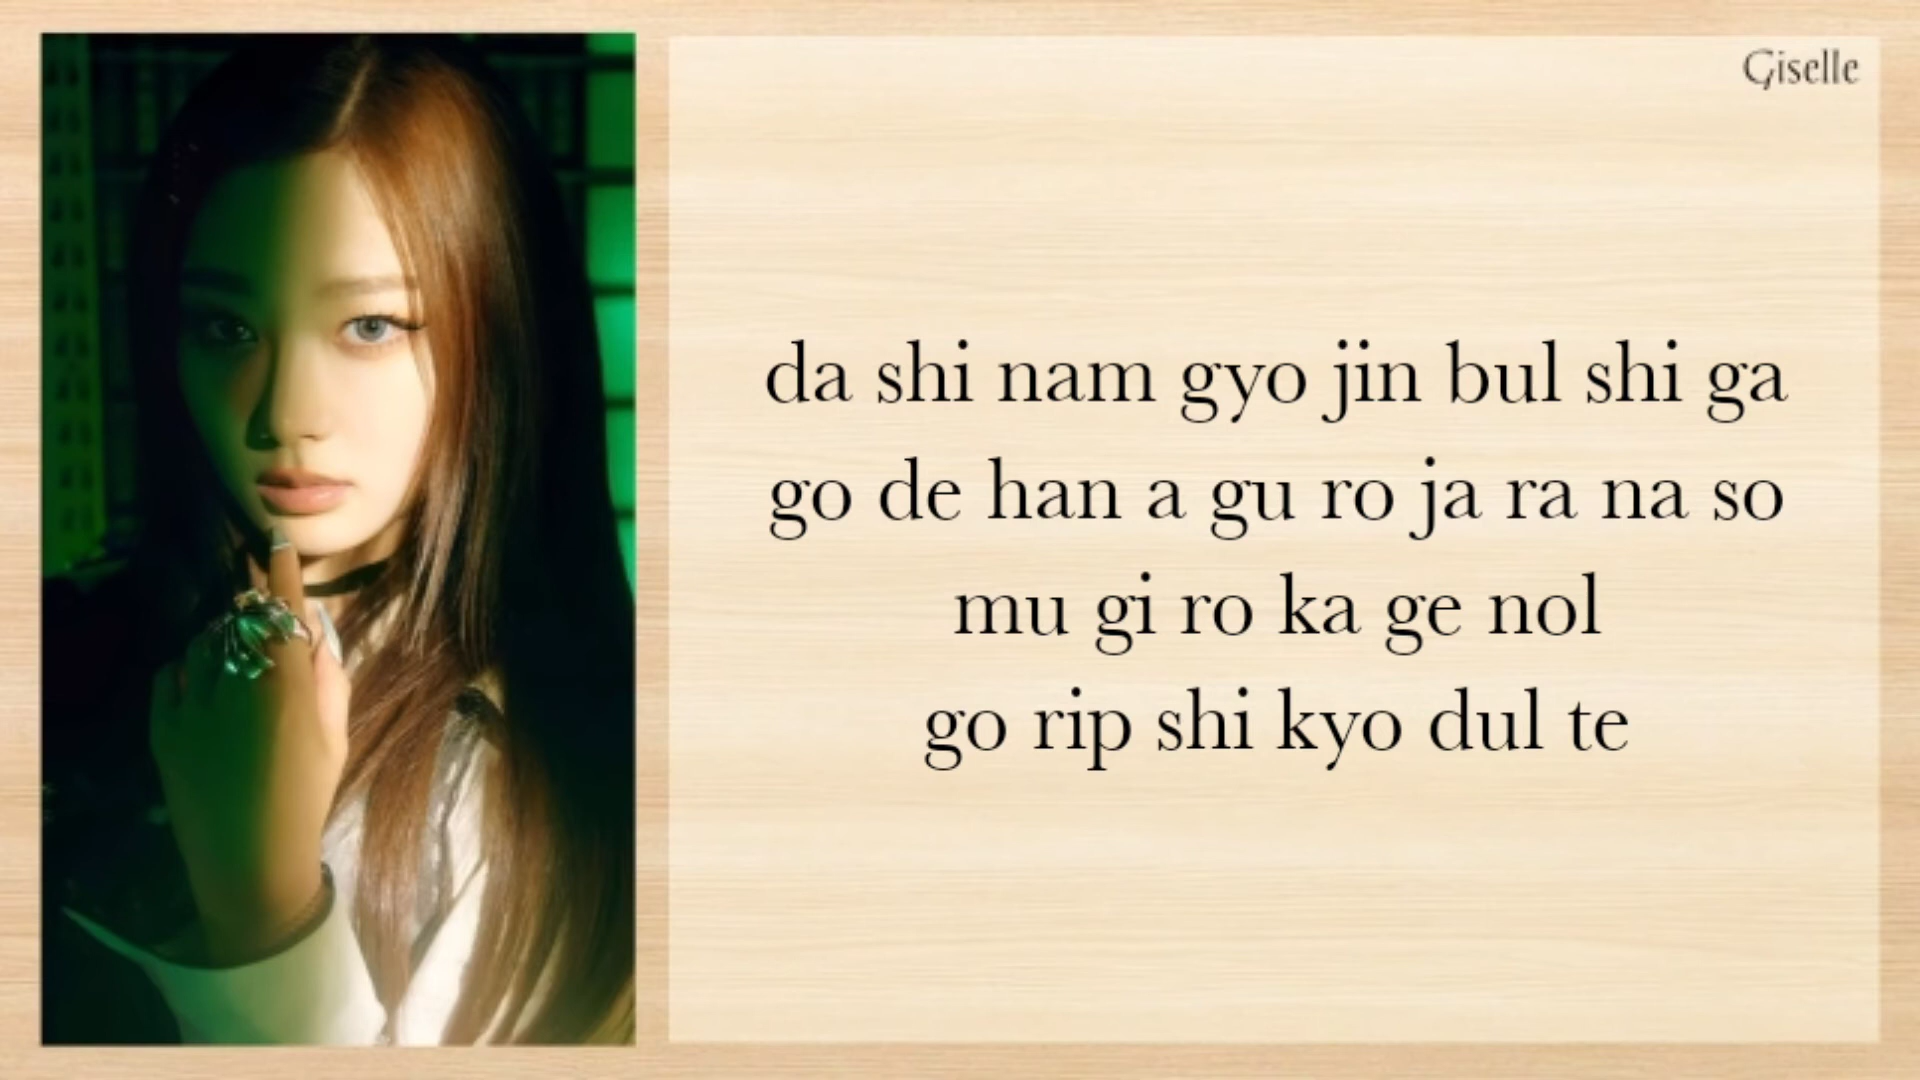 Giselle
da shi nam gyo jin bul shi ga
go de han a gu ro ja ra na so
mu gi ro ka ge nol
go rip shi kyo dul te